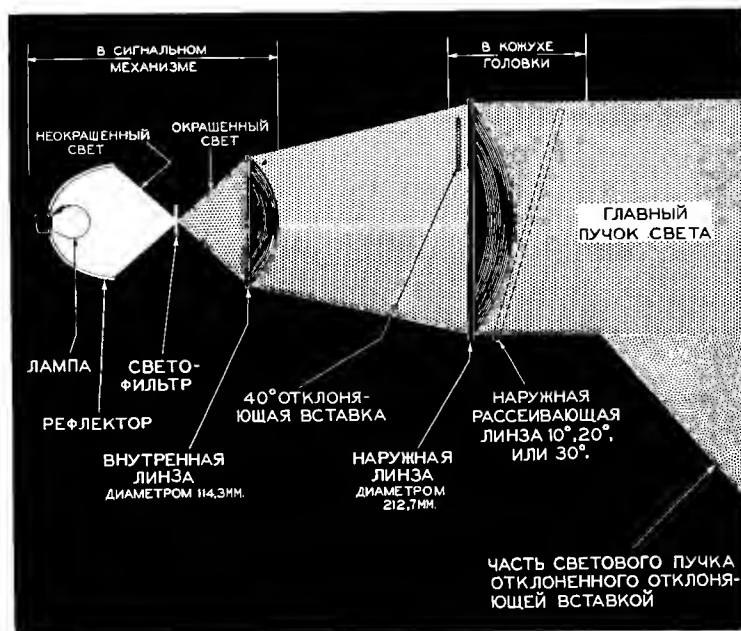 В СИГНАЛЬНОМ
МЕХАНИЗМЕ
В КОЖУХЕ
ГОЛОВКИ
НЕОКРАШЕННЫЙ
СВЕТ
ОКРАШЕННЫЙ
СВЕТ
ГЛАВНЫЙ
ПУЧОК СВЕТА
ЛАМПА
СВЕТО-
ФИЛЬТР
РЕФЛЕКТОР
ВНУТРЕННАЯ
ЛИНЗА
ДИАМЕТРОМ 114,3ММ.
40° ОТКЛОНЯ-
ЮЩАЯ ВСТАВКА
НАРУЖНАЯ
ЛИНЗА
ДИАМЕТРОМ
212,7ММ.
НАРУЖНАЯ
РАССЕИВАЮЩАЯ
ЛИНЗА 10°, 20°,
ИЛИ 30°.
ЧАСТЬ СВЕТОВОГО ПУЧКА
ОТКЛОНЕННОГО ОТКЛОНЯ-
ЮЩЕЙ ВСТАВКОЙ